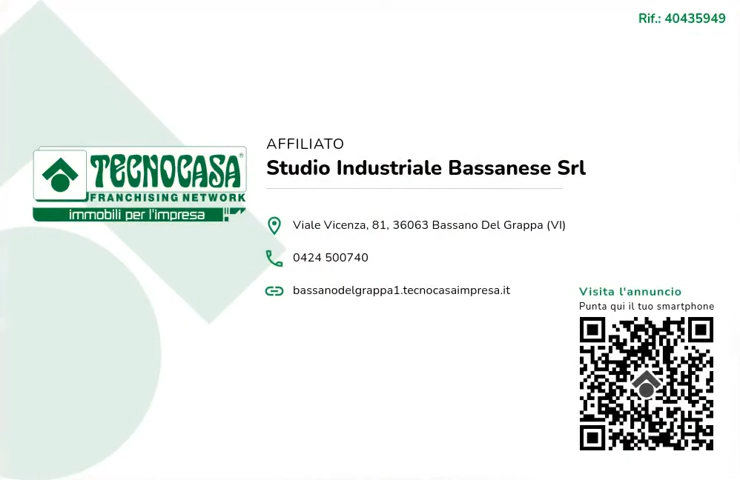 Rif.: 40435949
AFFILIATO
Studio Industriale Bassanese Srl
TECNOCASA®
FRANCHISING NETWORK
immobili per l'impresa
Viale Vicenza, 81, 36063 Bassano Del Grappa (VI)
0424 500740
bassanodelgrappa1.tecnocasaimpresa.it
Visita l'annuncio
Punta qui il tuo smartphone